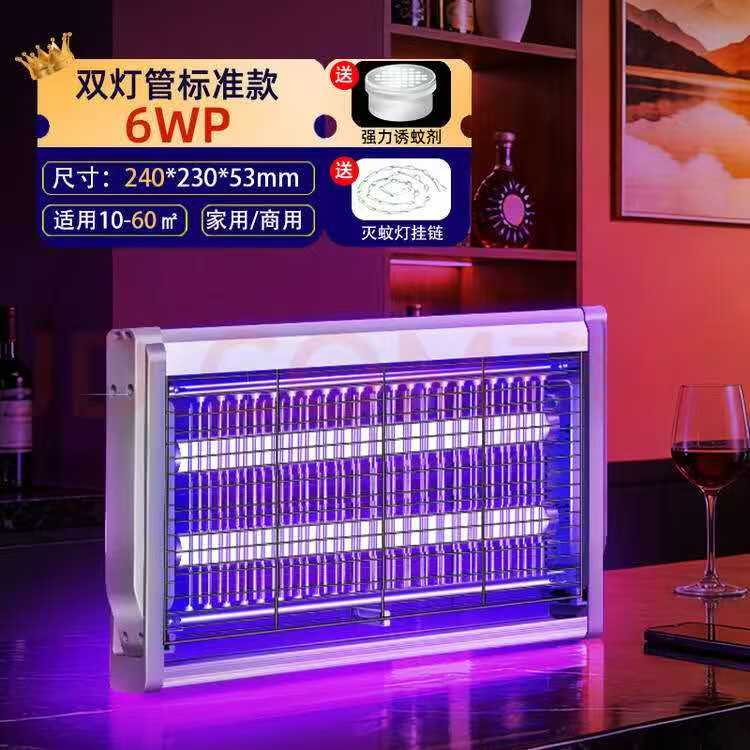 双灯管标准款
6WP
尺寸：240*230*53mm
适用10-60㎡
家用/商用
送
强力诱蚊剂
送
灭蚊灯挂链